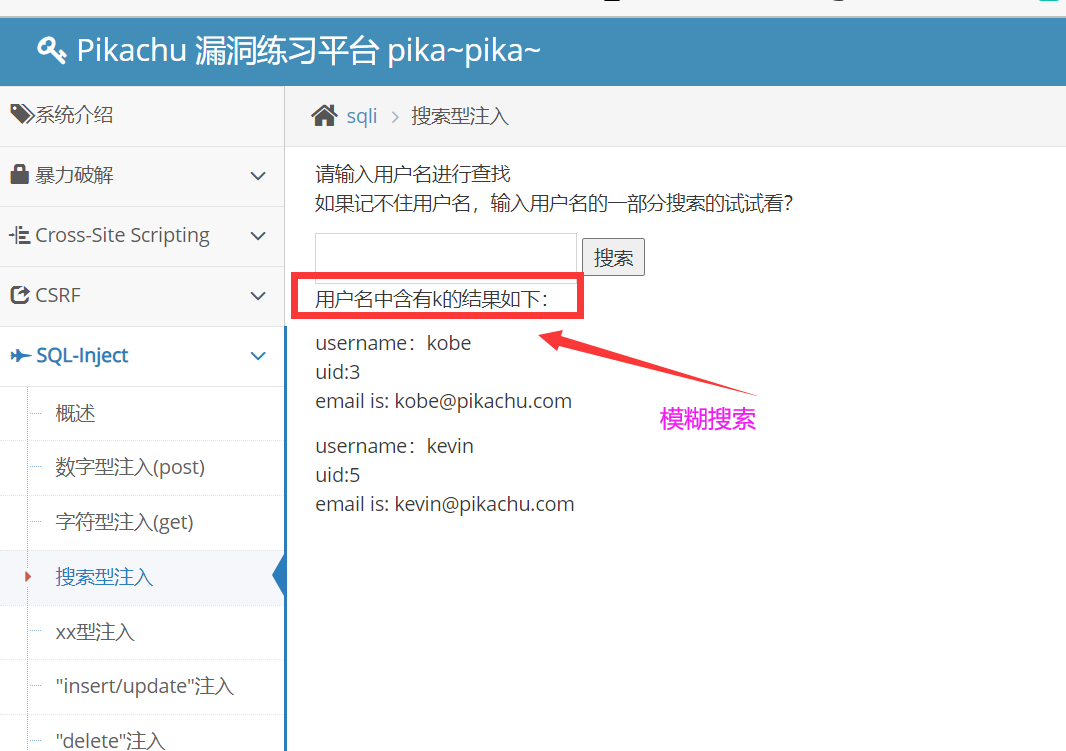 Pikachu 漏洞练习平台 pika~pika~
系统介绍
暴力破解
Cross-Site Scripting
CSRF
SQL-Inject
概述
数字型注入(post)
字符型注入(get)
搜索型注入
xx型注入
"insert/update"注入
"delete"注入
sqli
搜索型注入
请输入用户名进行查找
如果记不住用户名，输入用户名的一部分搜索的试试看?
搜索
用户名中含有k的结果如下：
username：kobe
uid:3
email is: kobe@pikachu.com
模糊搜索
username：kevin
uid:5
email is: kevin@pikachu.com